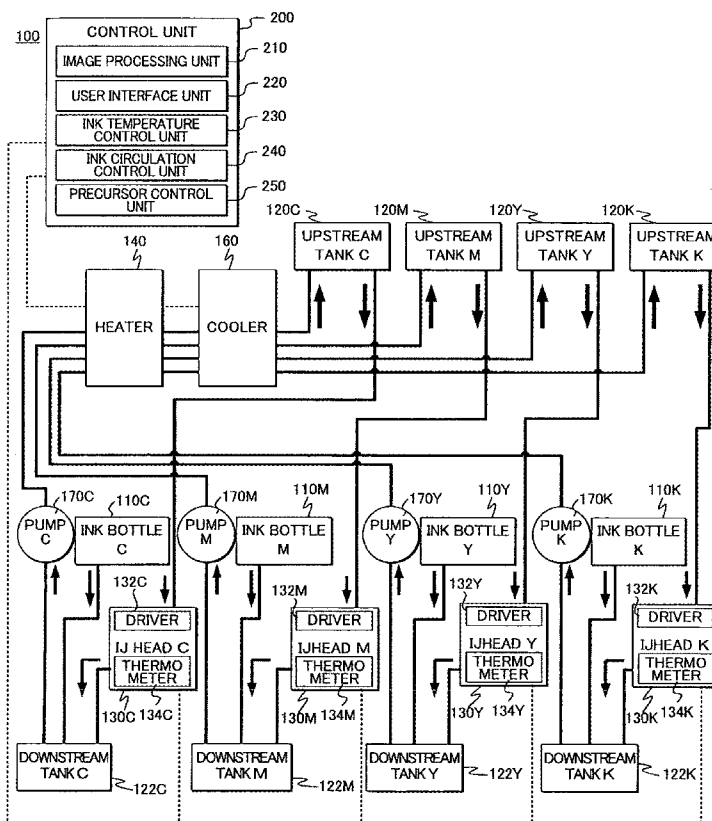 100
CONTROL UNIT
200
IMAGE PROCESSING UNIT
210
USER INTERFACE UNIT
220
INK TEMPERATURE
CONTROL UNIT
230
INK CIRCULATION
CONTROL UNIT
240
PRECURSOR CONTROL
UNIT
250
120C
120M
120Y
120K
UPSTREAM
TANK C
UPSTREAM
TANK M
UPSTREAM
TANK Y
UPSTREAM
TANK K
140
160
HEATER
COOLER
170C
110C
170M
110M
170Y
110Y
170K
110K
PUMP
C
INK BOTTLE
C
PUMP
M
INK BOTTLE
M
PUMP
Y
INK BOTTLE
Y
PUMP
K
INK BOTTLE
K
132C
132M
132Y
132K
DRIVER
DRIVER
DRIVER
DRIVER
IJ HEAD C
IJHEAD M
IJHEAD Y
IJHEAD K
THERMO
METER
THERMO
METER
THERMO
METER
THERMO
METER
130C
134C
130M
134M
130Y
134Y
130K
134K
DOWNSTREAM
TANK C
DOWNSTREAM
TANK M
DOWNSTREAM
TANK Y
DOWNSTREAM
TANK K
122C
122M
122Y
122K